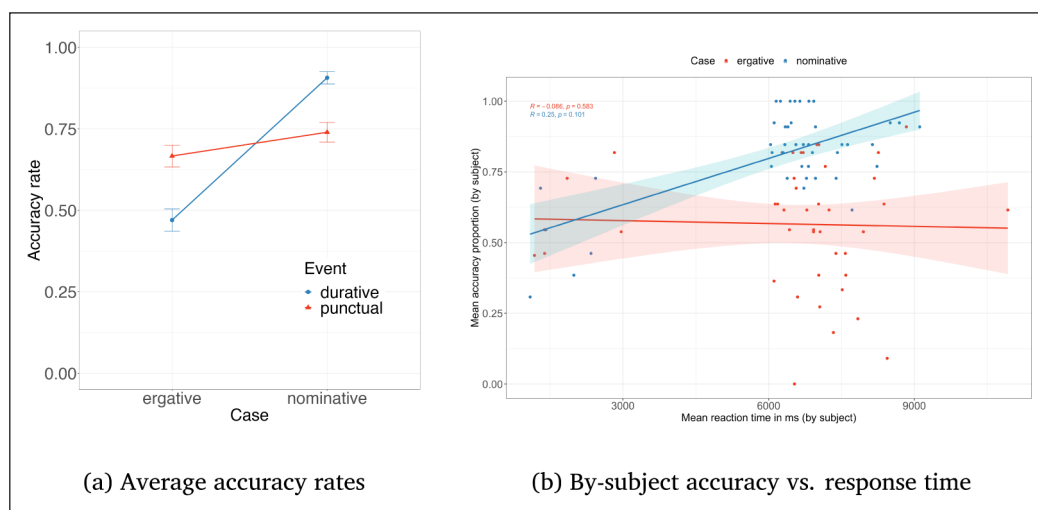 1.00
0.75
0.50
0.25
0.00
Accuracy rate
Event
durative
punctual
ergative nominative
Case
(a) Average accuracy rates
Case ergative nominative
R = −0.086, p = 0.583
R = 0.25, p = 0.101
1.00
0.75
0.50
0.25
0.00
Mean accuracy proportion (by subject)
3000 6000 9000
Mean reaction time in ms (by subject)
(b) By-subject accuracy vs. response time